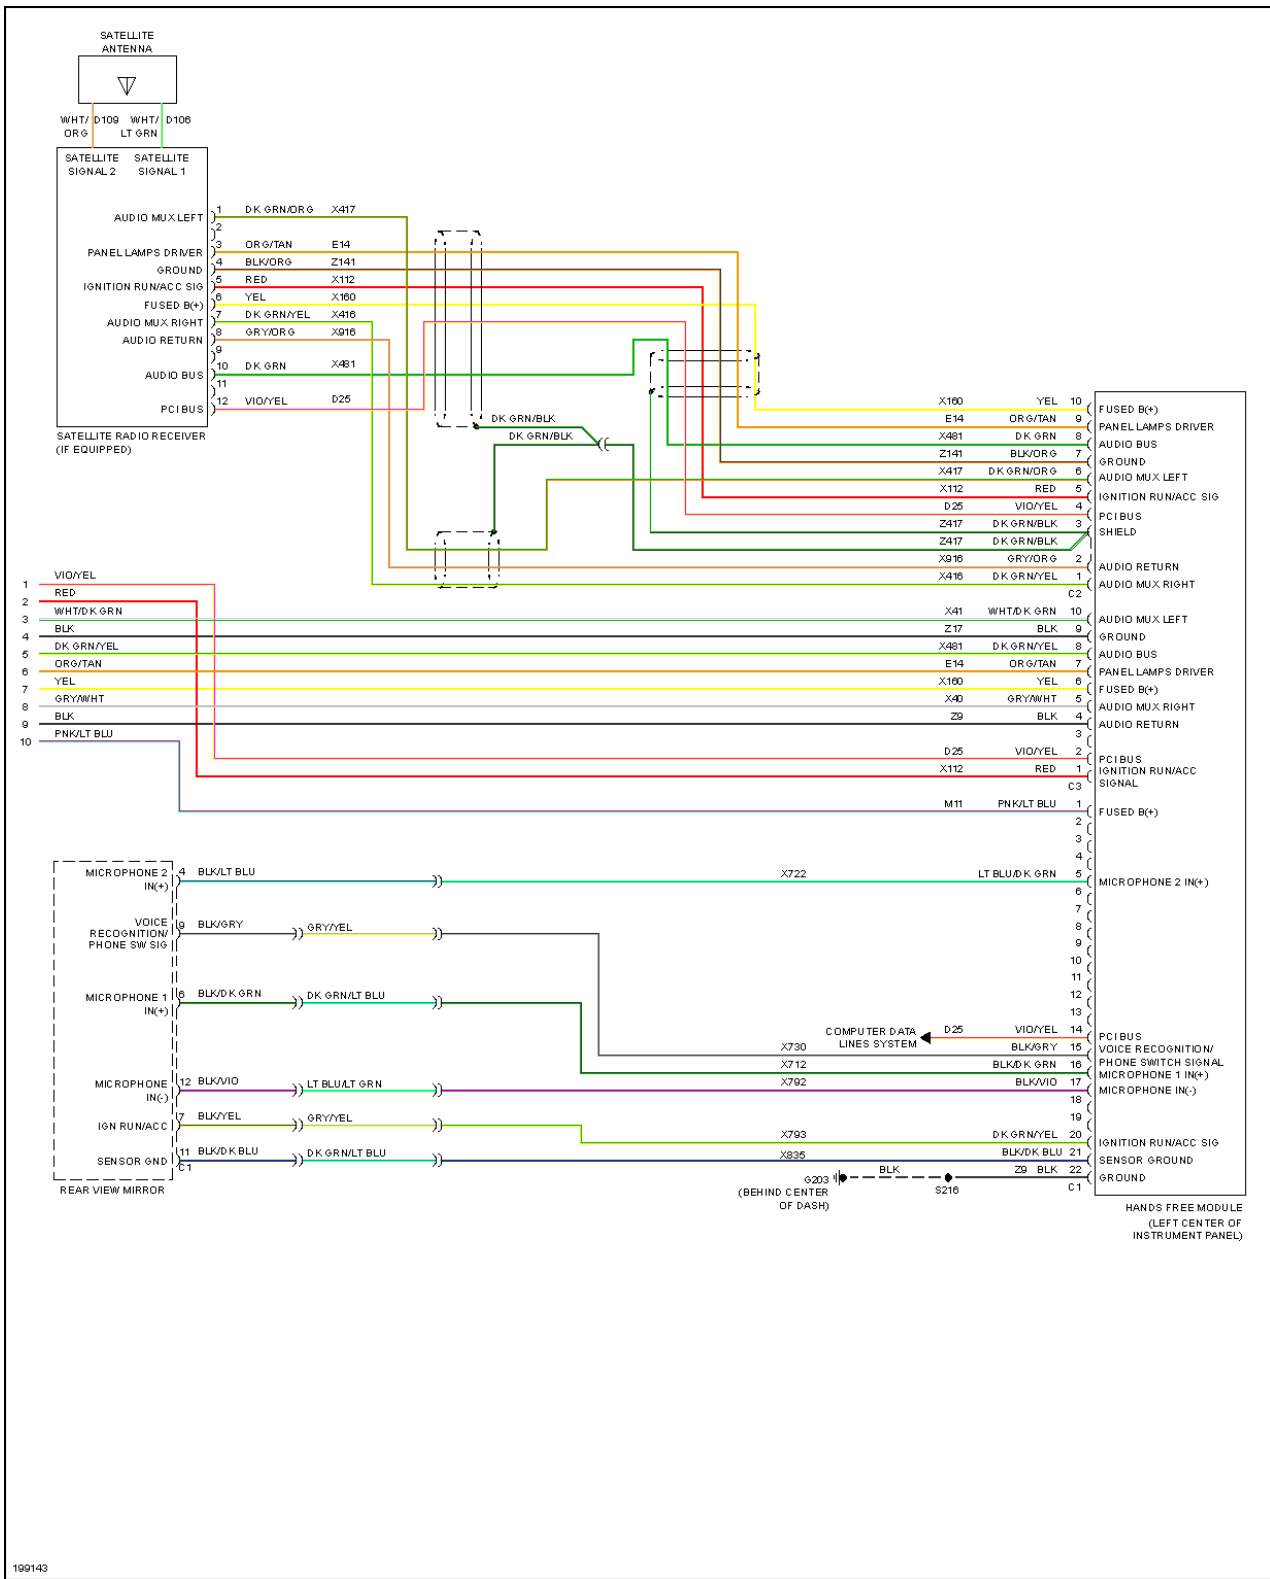 SATELLITE
ANTENNA
WHT/ D109 WHT/ D106
ORG LT GRN
SATELLITE SATELLITE
SIGNAL 2 SIGNAL 1
AUDIO MUX LEFT 1 DK GRN/ORG X417
2
PANEL LAMPS DRIVER 3 ORG/TAN E14
GROUND 4 BLK/ORG Z141
IGNITION RUN/ACC SIG 5 RED X112
FUSED B(+) 6 YEL X160
AUDIO MUX RIGHT 7 DK GRN/YEL X416
AUDIO RETURN 8 GRY/ORG X916
9
AUDIO BUS 10 DK GRN X481
11
PCI BUS 12 VIO/YEL D25
SATELLITE RADIO RECEIVER
(IF EQUIPPED)
DK GRN/BLK
DK GRN/BLK
X160 YEL 10 FUSED B(+)
E14 ORG/TAN 9 PANEL LAMPS DRIVER
X481 DK GRN 8 AUDIO BUS
Z141 BLK/ORG 7 GROUND
X417 DK GRN/ORG 6 AUDIO MUX LEFT
X112 RED 5 IGNITION RUN/ACC SIG
D25 VIO/YEL 4 PCI BUS
Z417 DK GRN/BLK 3 SHIELD
Z417 DK GRN/BLK
X916 GRY/ORG 2 AUDIO RETURN
X416 DK GRN/YEL 1 AUDIO MUX RIGHT
C2
1 VIO/YEL
2 RED
3 WHT/DK GRN X41 WHT/DK GRN 10 AUDIO MUX LEFT
4 BLK Z17 BLK 9 GROUND
5 DK GRN/YEL X481 DK GRN/YEL 8 AUDIO BUS
6 ORG/TAN E14 ORG/TAN 7 PANEL LAMPS DRIVER
7 YEL X160 YEL 6 FUSED B(+)
8 GRY/WHT X40 GRY/WHT 5 AUDIO MUX RIGHT
9 BLK Z9 BLK 4 AUDIO RETURN
10 PNK/LT BLU 3
D25 VIO/YEL 2 PCI BUS
X112 RED 1 IGNITION RUN/ACC
C3 SIGNAL
M11 PNK/LT BLU 1 FUSED B(+)
2
3
4
MICROPHONE 2 4 BLK/LT BLU X722 LT BLU/DK GRN 5 MICROPHONE 2 IN(+)
IN(+)
6
7
VOICE 9 BLK/GRY GRY/YEL 8
RECOGNITION/
PHONE SW SIG
9
10
11
MICROPHONE 1 6 BLK/DK GRN DK GRN/LT BLU 12
IN(+)
13
COMPUTER DATA D25 VIO/YEL 14 PCI BUS
LINES SYSTEM
X730 BLK/GRY 15 VOICE RECOGNITION/
PHONE SWITCH SIGNAL
X712 BLK/DK GRN 16 MICROPHONE 1 IN(+)
MICROPHONE 12 BLK/VIO LT BLU/LT GRN X792 BLK/VIO 17 MICROPHONE IN(-)
IN(-)
18
19
IGN RUN/ACC 7 BLK/YEL GRY/YEL X793 DK GRN/YEL 20 IGNITION RUN/ACC SIG
SENSOR GND 11 BLK/DK BLU DK GRN/LT BLU X835 BLK/DK BLU 21 SENSOR GROUND
C1
G203 BLK S216 Z9 BLK 22 GROUND
(BEHIND CENTER
OF DASH)
C1
REAR VIEW MIRROR
HANDS FREE MODULE
(LEFT CENTER OF
INSTRUMENT PANEL)
199143